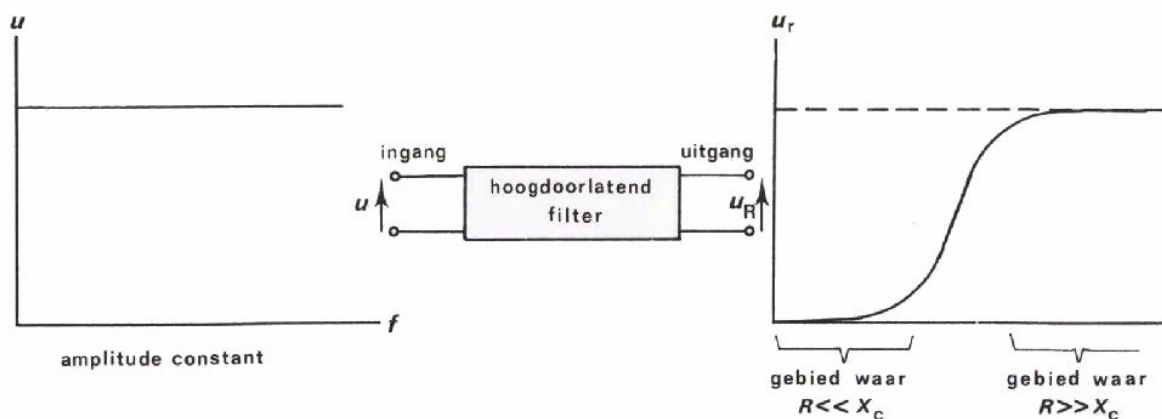 u
f
amplitude constant
ingang
u
hoogdoorlatend
filter
uitgang
uR
ur
gebied waar
R<< Xc
gebied waar
R>>Xc